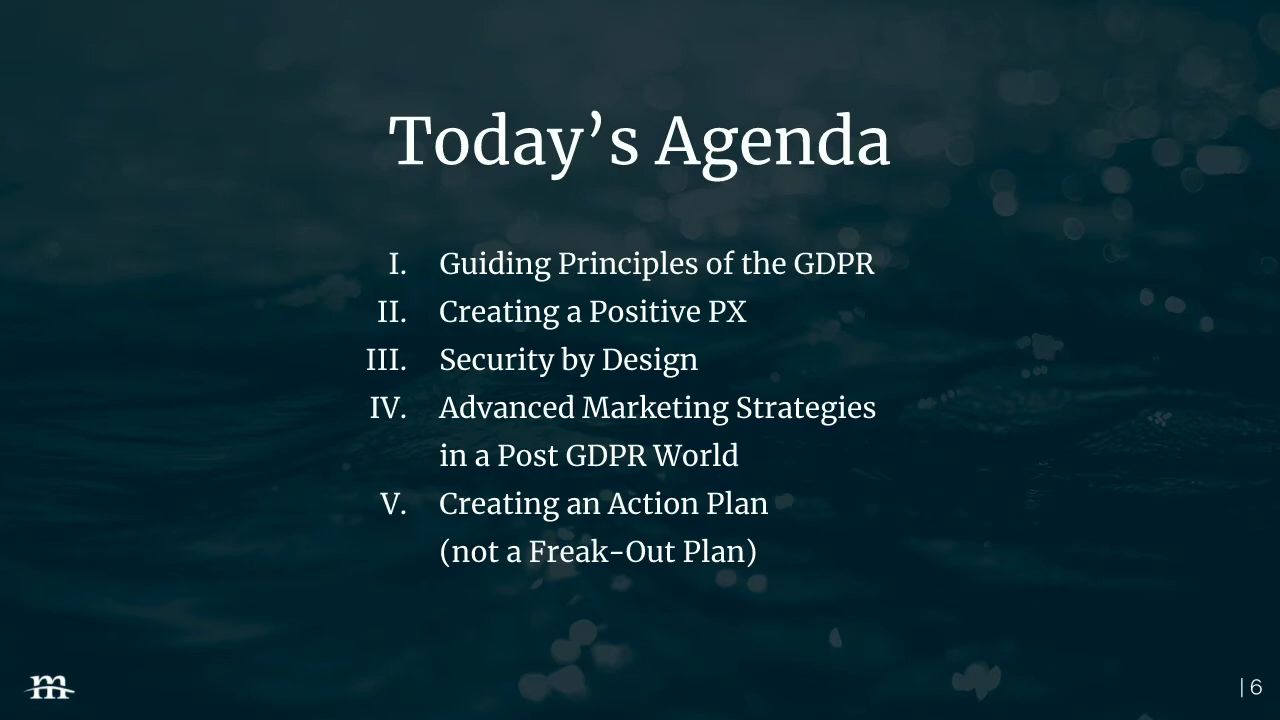 Today’s Agenda
I. Guiding Principles of the GDPR
II. Creating a Positive PX
III. Security by Design
IV. Advanced Marketing Strategies
in a Post GDPR World
V. Creating an Action Plan
(not a Freak-Out Plan)
m
| 6